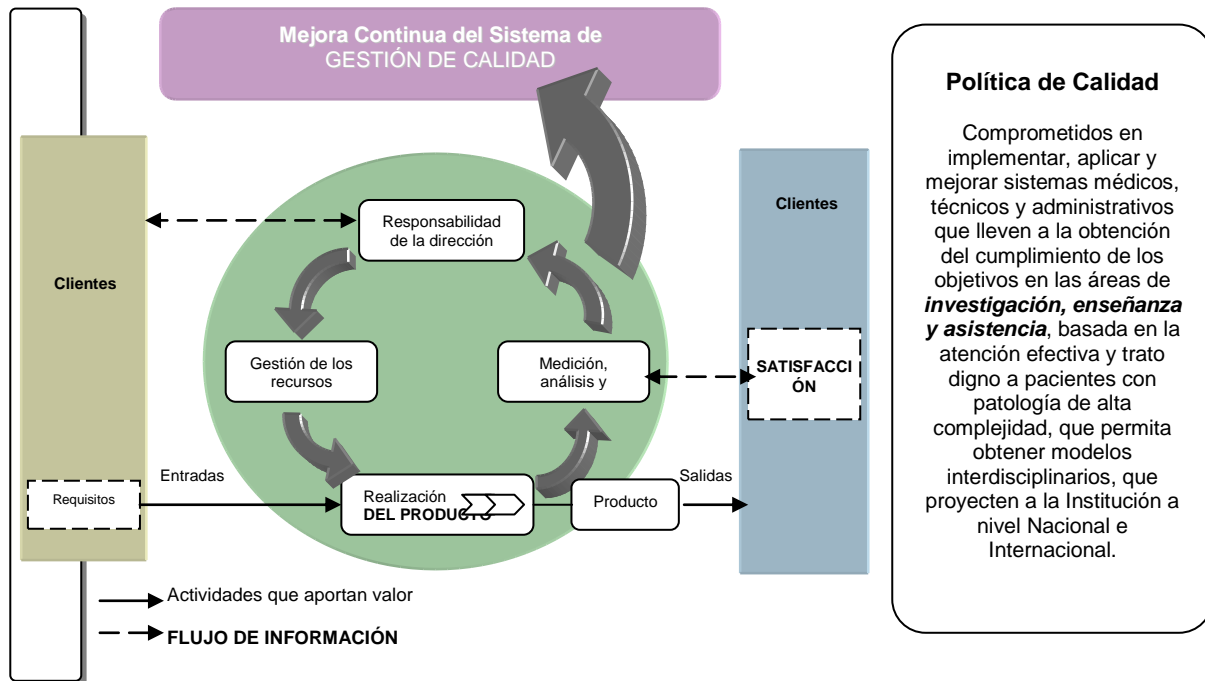 Mejora Continua del Sistema de
GESTIÓN DE CALIDAD
Clientes
Responsabilidad
de la dirección
Gestión de los
recursos
Medición,
análisis y
Clientes
SATISFACCI
ÓN
Requisitos
Entradas
Realización
DEL PRODUCTO
Producto
Salidas
Actividades que aportan valor
FLUJO DE INFORMACIÓN
Política de Calidad
Comprometidos en
implementar, aplicar y
mejorar sistemas médicos,
técnicos y administrativos
que lleven a la obtención
del cumplimiento de los
objetivos en las áreas de
investigación, enseñanza
y asistencia, basada en la
atención efectiva y trato
digno a pacientes con
patología de alta
complejidad, que permita
obtener modelos
interdisciplinarios, que
proyecten a la Institución a
nivel Nacional e
Internacional.